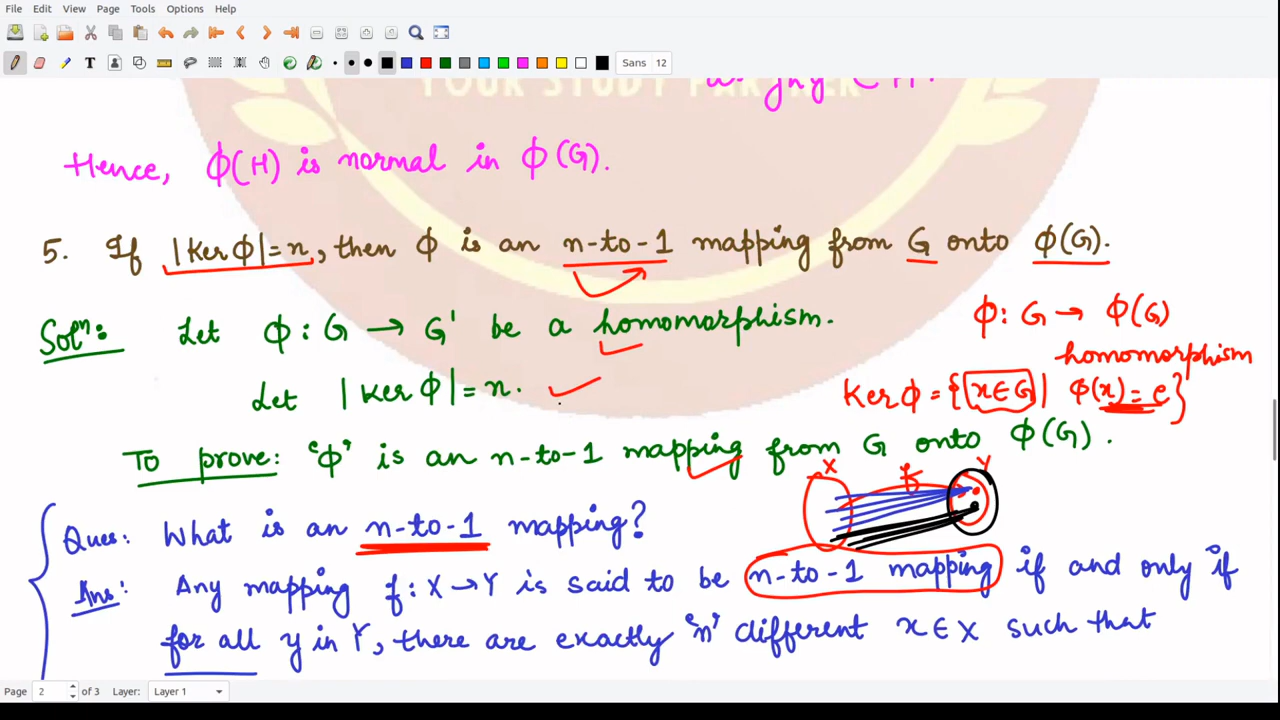 File Edit View Page Tools Options Help
Sans 12
YOUR STUDY PARTNER
Hence, Φ(H) is normal in Φ(G).
5. If |Ker Φ|=n, then Φ is an n-to-1 mapping from G onto Φ(G).
Solⁿ: Let Φ : G → G' be a homomorphism.
Φ: G → Φ(G)
homomorphism
Let |Ker Φ|= n.
Ker Φ = {x∈G | Φ(x) = e}
To prove: 'Φ' is an n-to-1 mapping from G onto Φ(G).
X f Y
Ques: What is an n-to-1 mapping?
Ans: Any mapping f: X→Y is said to be n-to-1 mapping if and only if
for all y in Y, there are exactly 'n' different x∈X such that
Page 2 of 3 Layer: Layer 1